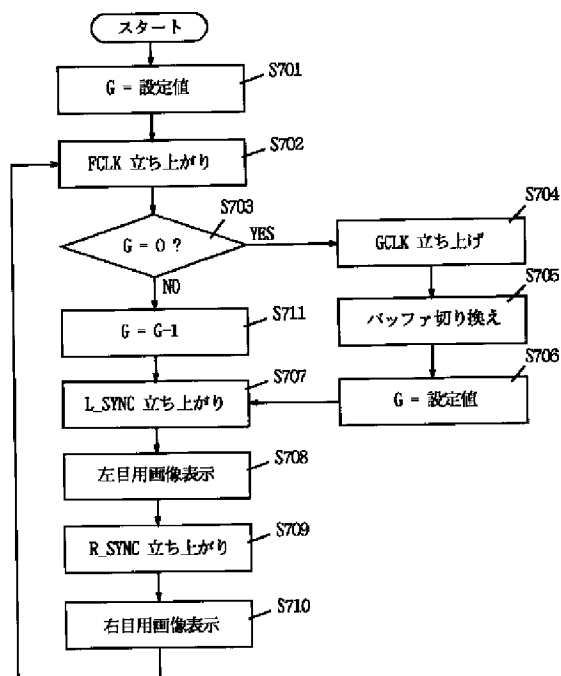 スタート
S701
G = 設定値
S702
FCLK 立ち上がり
S703
G = 0 ?
YES
NO
S704
GCLK 立ち上げ
S705
バッファ切り換え
S706
G = 設定値
S711
G = G-1
S707
L_SYNC 立ち上がり
S708
左目用画像表示
S709
R_SYNC 立ち上がり
S710
右目用画像表示